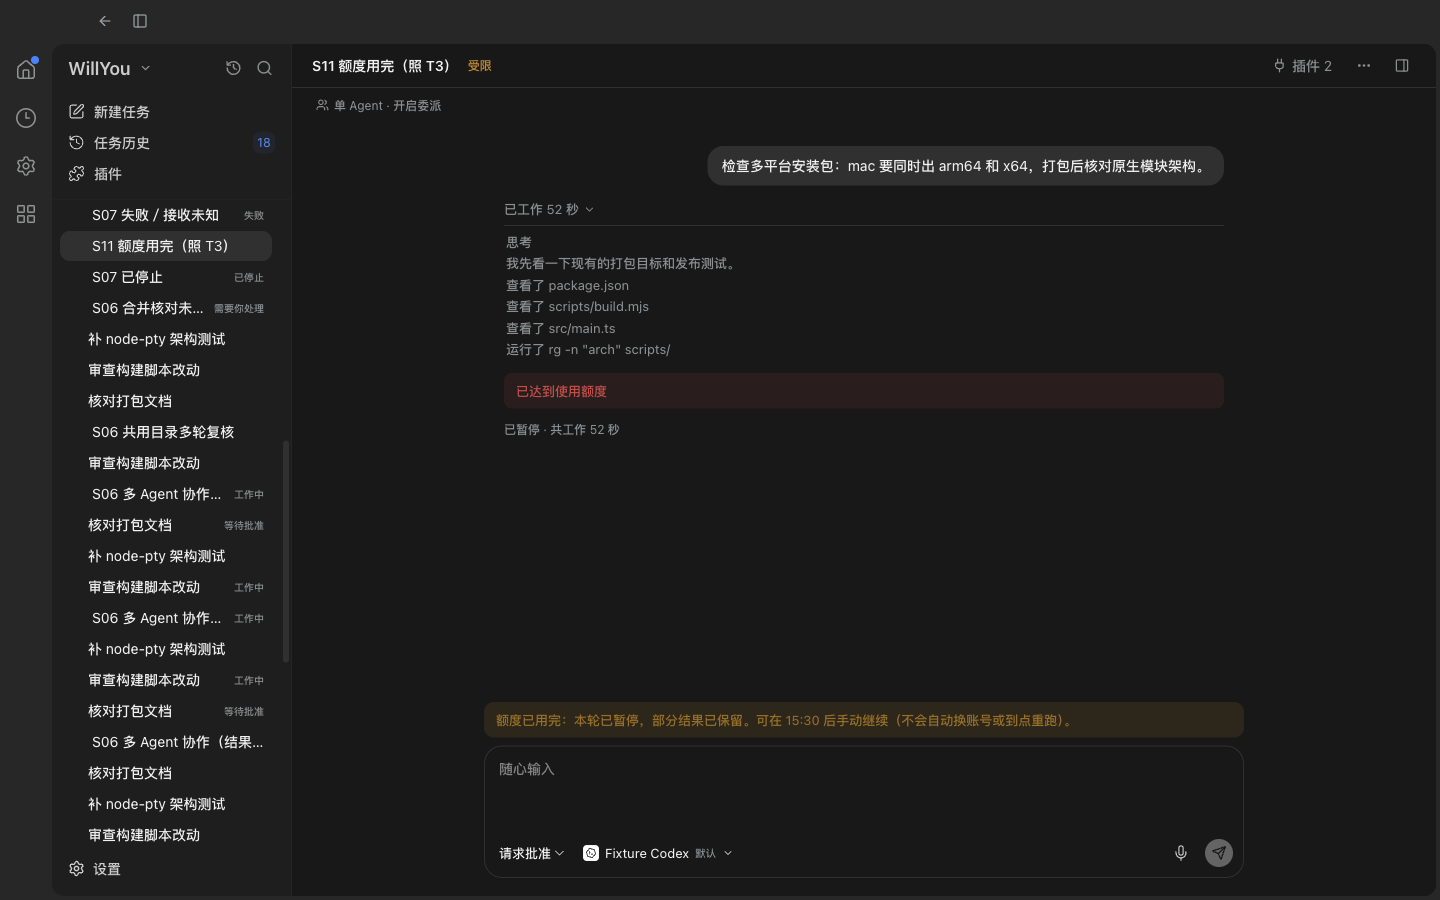 WillYou
新建任务
任务历史 18
插件
S07 失败 / 接收未知 失败
S11 额度用完（照 T3）
S07 已停止 已停止
S06 合并核对未... 需要你处理
补 node-pty 架构测试
审查构建脚本改动
核对打包文档
S06 共用目录多轮复核
审查构建脚本改动
S06 多 Agent 协作... 工作中
核对打包文档 等待批准
补 node-pty 架构测试
审查构建脚本改动 工作中
S06 多 Agent 协作... 工作中
补 node-pty 架构测试
审查构建脚本改动 工作中
核对打包文档 等待批准
S06 多 Agent 协作（结果...
核对打包文档
补 node-pty 架构测试
审查构建脚本改动
设置
S11 额度用完（照 T3） 受限
插件 2
单 Agent · 开启委派
检查多平台安装包：mac 要同时出 arm64 和 x64，打包后核对原生模块架构。
已工作 52 秒
思考
我先看一下现有的打包目标和发布测试。
查看了 package.json
查看了 scripts/build.mjs
查看了 src/main.ts
运行了 rg -n "arch" scripts/
已达到使用额度
已暂停 · 共工作 52 秒
额度已用完：本轮已暂停，部分结果已保留。可在 15:30 后手动继续（不会自动换账号或到点重跑）。
随心输入
请求批准 Fixture Codex 默认